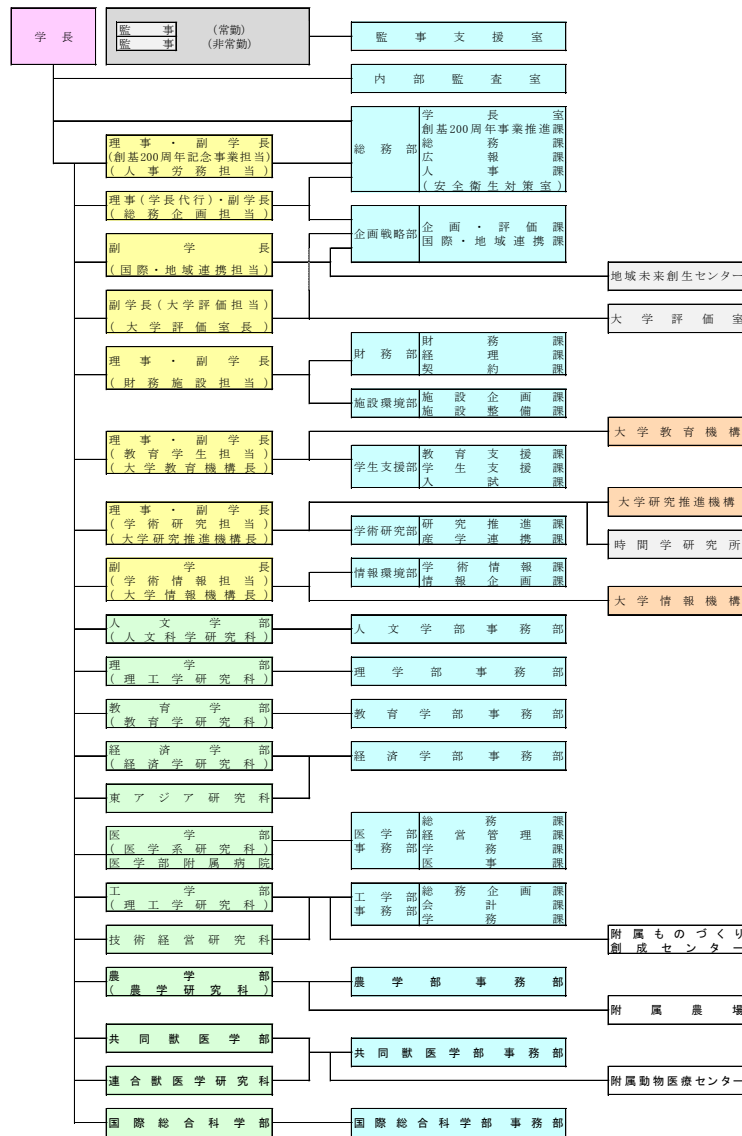 学長
監事 (常勤)
監事 (非常勤)
監事支援室
内部監査室
理事・副学長
(創基200周年記念事業担当)
(人事労務担当)
総務部
学長室
創基200周年事業推進課
総務課
広報課
人事課
(安全衛生対策室)
理事(学長代行)・副学長
(総務企画担当)
企画戦略部
企画・評価課
国際・地域連携課
副学長
(国際・地域連携担当)
地域未来創生センター
副学長(大学評価担当)
(大学評価室長)
大学評価室
理事・副学長
(財務施設担当)
財務部
財務課
経理課
契約課
施設環境部
施設企画課
施設整備課
理事・副学長
(教育学生担当)
(大学教育機構長)
大学教育機構
学生支援部
教育支援課
学生支援課
入試課
理事・副学長
(学術研究担当)
(大学研究推進機構長)
大学研究推進機構
学術研究部
研究推進課
産学連携課
時間学研究所
副学長
(学術情報担当)
(大学情報機構長)
情報環境部
学術情報課
情報企画課
大学情報機構
人文学部
(人文科学研究科)
人文学部事務部
理学部
(理工学研究科)
理学部事務部
教育学部
(教育学研究科)
教育学部事務部
経済学部
(経済学研究科)
経済学部事務部
東アジア研究科
医学部
(医学系研究科)
医学部附属病院
医学部
事務部
総務課
経営管理課
学務課
医事課
工学部
(理工学研究科)
工学部
事務部
総務企画課
会計課
学務課
技術経営研究科
附属ものづくり
創成センター
農学部
(農学研究科)
農学部事務部
附属農場
共同獣医学部
共同獣医学部事務部
連合獣医学研究科
附属動物医療センター
国際総合科学部
国際総合科学部事務部